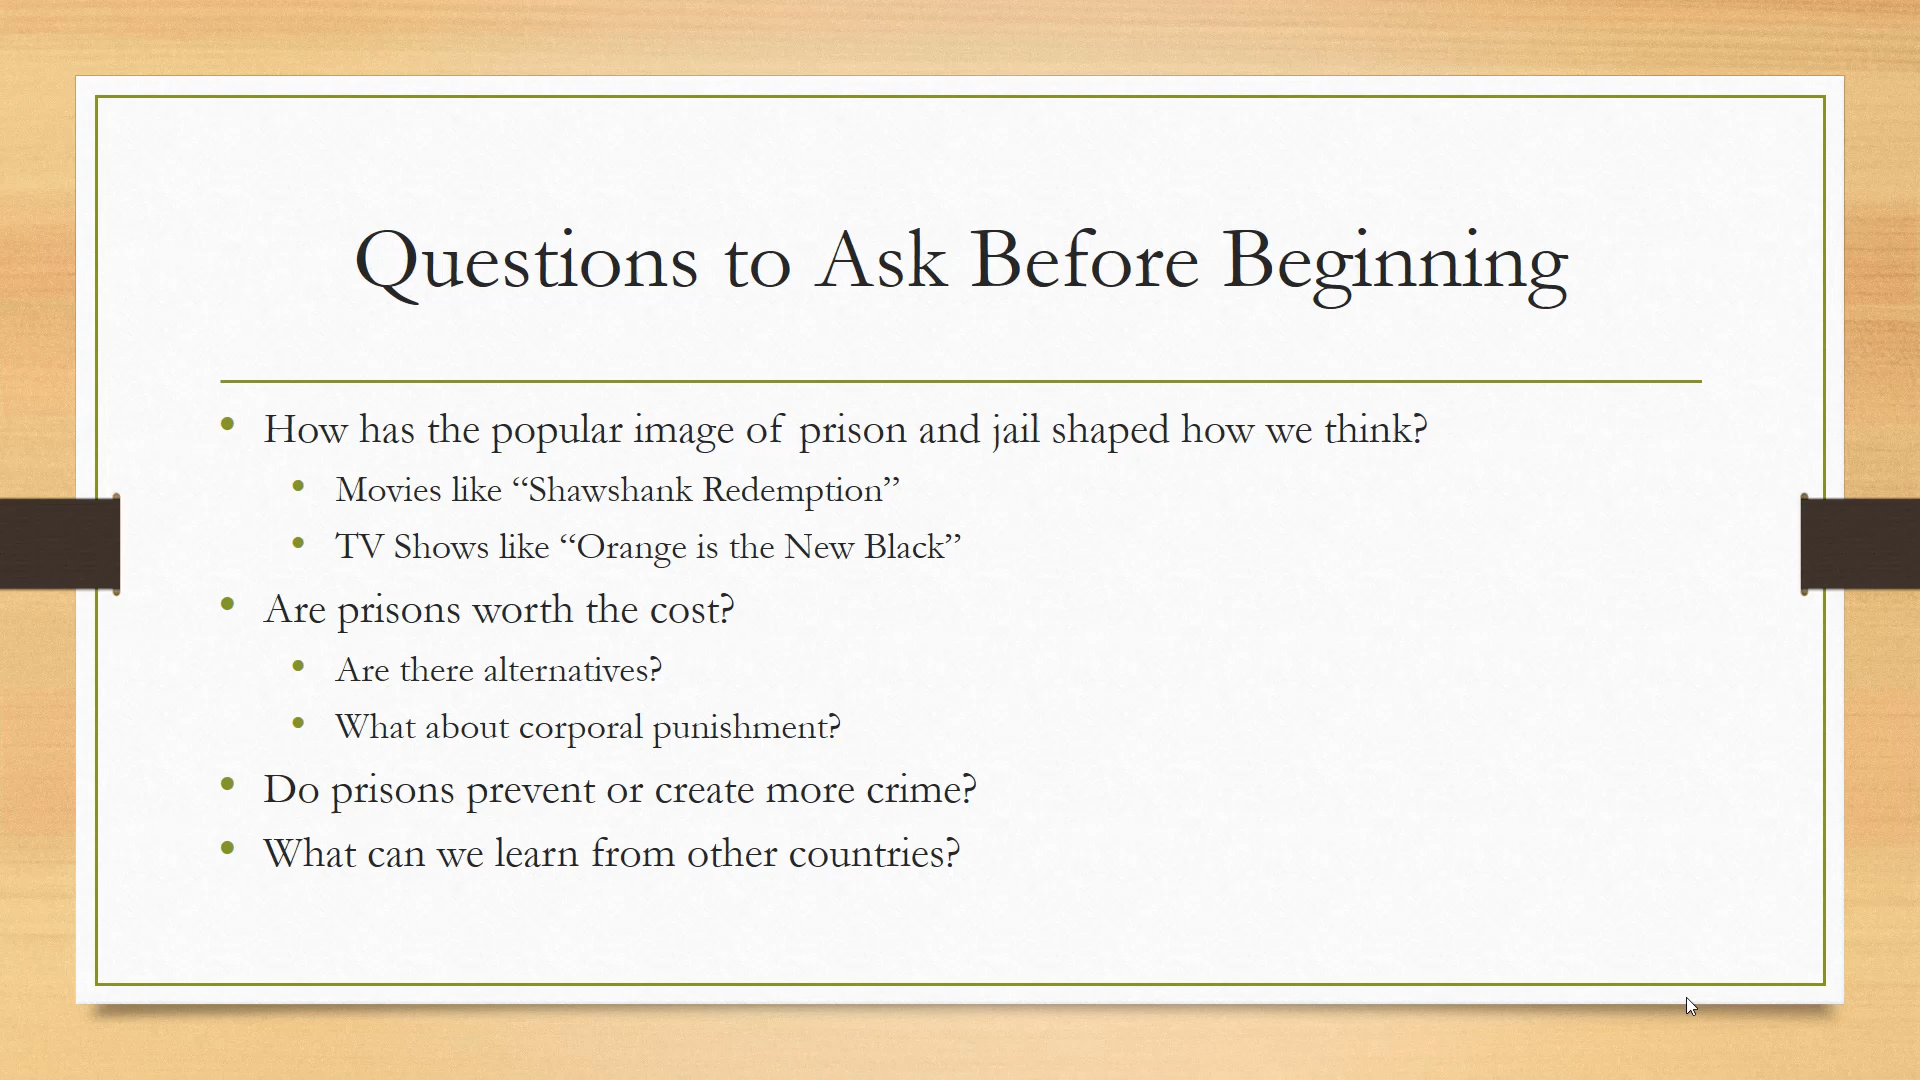 Questions to Ask Before Beginning
• How has the popular image of prison and jail shaped how we think?
• Movies like “Shawshank Redemption”
• TV Shows like “Orange is the New Black”
• Are prisons worth the cost?
• Are there alternatives?
• What about corporal punishment?
• Do prisons prevent or create more crime?
• What can we learn from other countries?